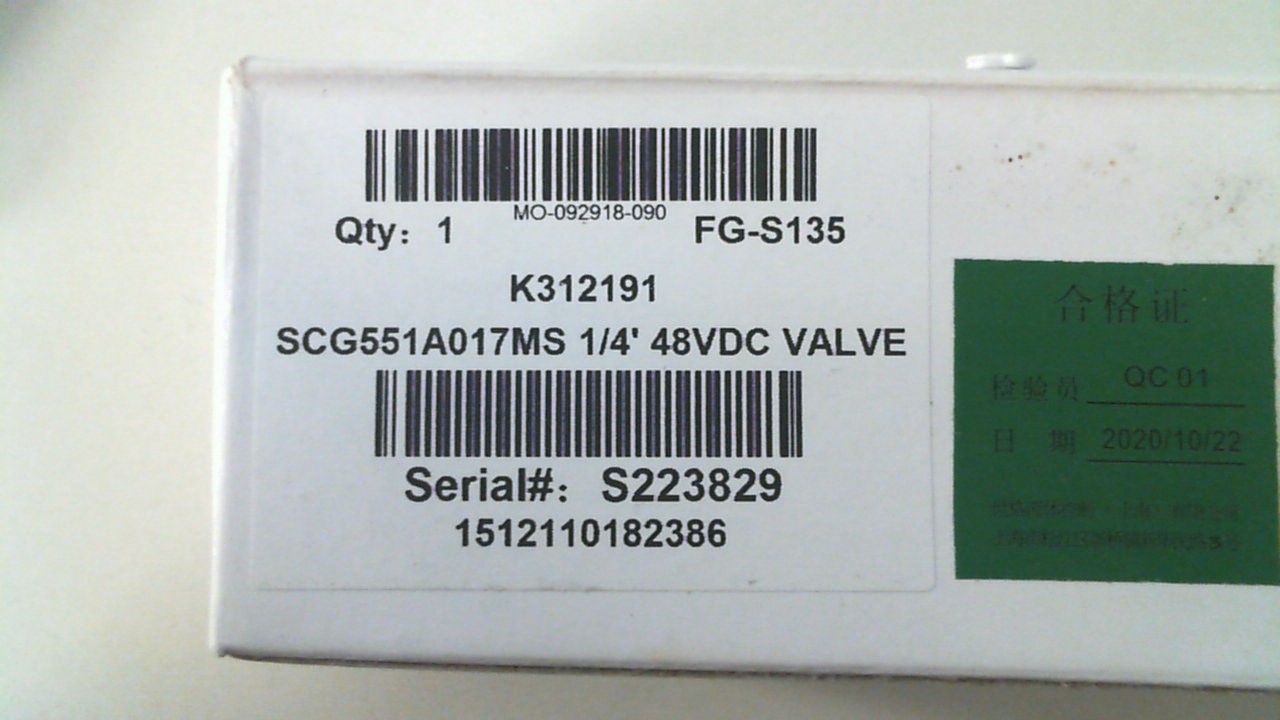 MO-092918-090
Qty: 1 FG-S135
K312191
SCG551A017MS 1/4' 48VDC VALVE
Serial#: S223829
1512110182386
合格证
检验员 QC 01
日 期 2020/10/22